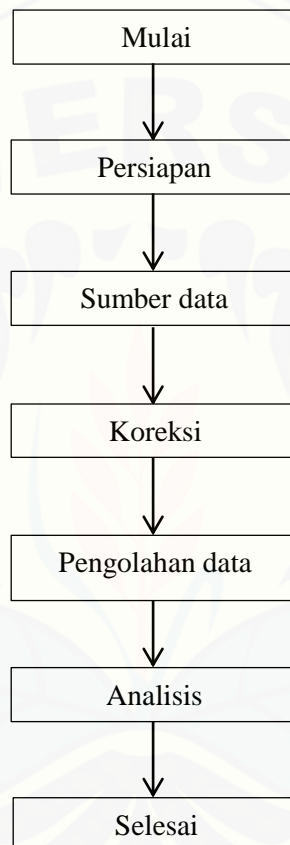 Mulai
Persiapan
Sumber data
Koreksi
Pengolahan data
Analisis
Selesai